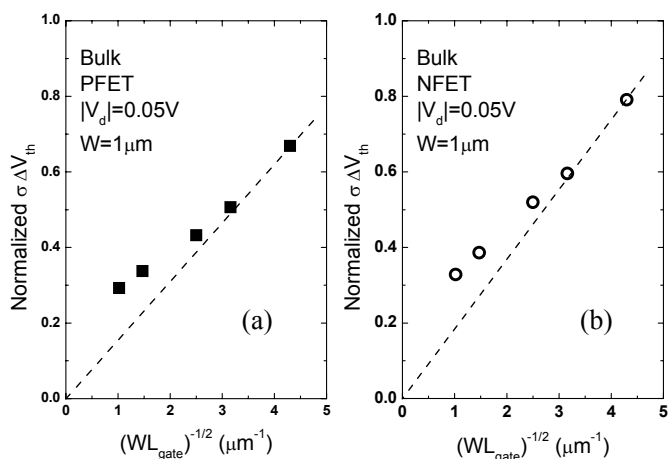 1.0
0.8
0.6
0.4
0.2
0.0
Normalized σ ΔV_th
Bulk
PFET
|V_d|=0.05V
W=1μm
(a)
0 1 2 3 4 5
(WL_gate)^-1/2 (μm^-1)
1.0
0.8
0.6
0.4
0.2
0.0
Normalized σ ΔV_th
Bulk
NFET
|V_d|=0.05V
W=1μm
(b)
0 1 2 3 4 5
(WL_gate)^-1/2 (μm^-1)